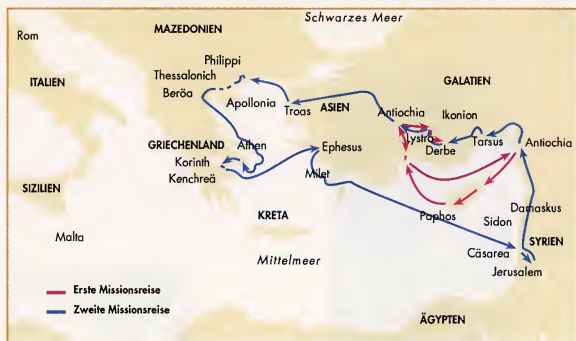 Schwarzes Meer
Rom
MAZEDONIEN
Philippi
Thessalonich
Beröa
ITALIEN
GALATIEN
Apollonia
Troas
ASIEN
Antiochia
Ikonion
Lystra
Derbe
Tarsus
Antiochia
GRIECHENLAND
Athen
Korinth
Kenchreä
Ephesus
Milet
SIZILIEN
KRETA
Paphos
Damaskus
Sidon
Malta
SYRIEN
Cäsarea
Mittelmeer
Jerusalem
Erste Missionsreise
Zweite Missionsreise
ÄGYPTEN